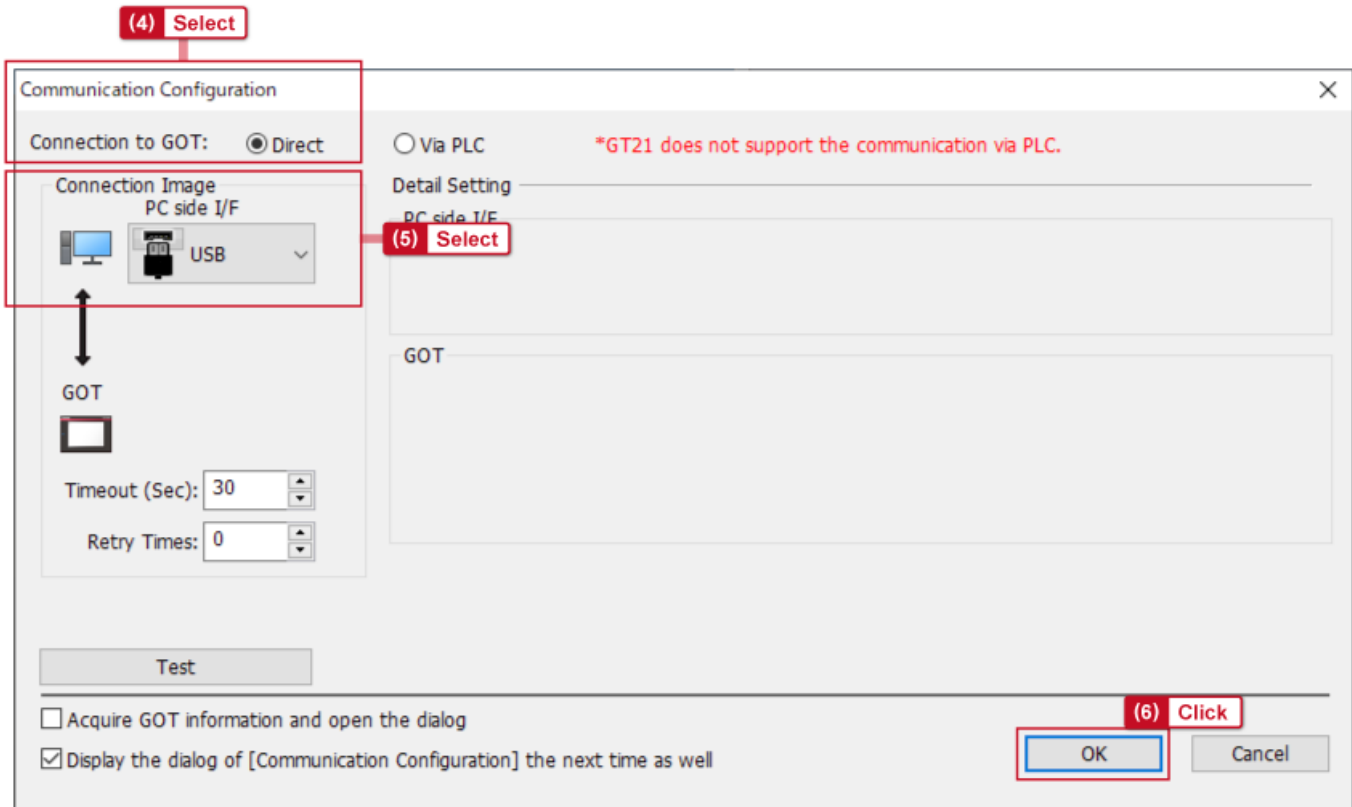 (4) Select
Communication Configuration
Connection to GOT: Direct Via PLC *GT21 does not support the communication via PLC.
Connection Image Detail Setting
PC side I/F PC side I/F
USB (5) Select
GOT
GOT
Timeout (Sec): 30
Retry Times: 0
Test
Acquire GOT information and open the dialog
(6) Click
Display the dialog of [Communication Configuration] the next time as well
OK Cancel